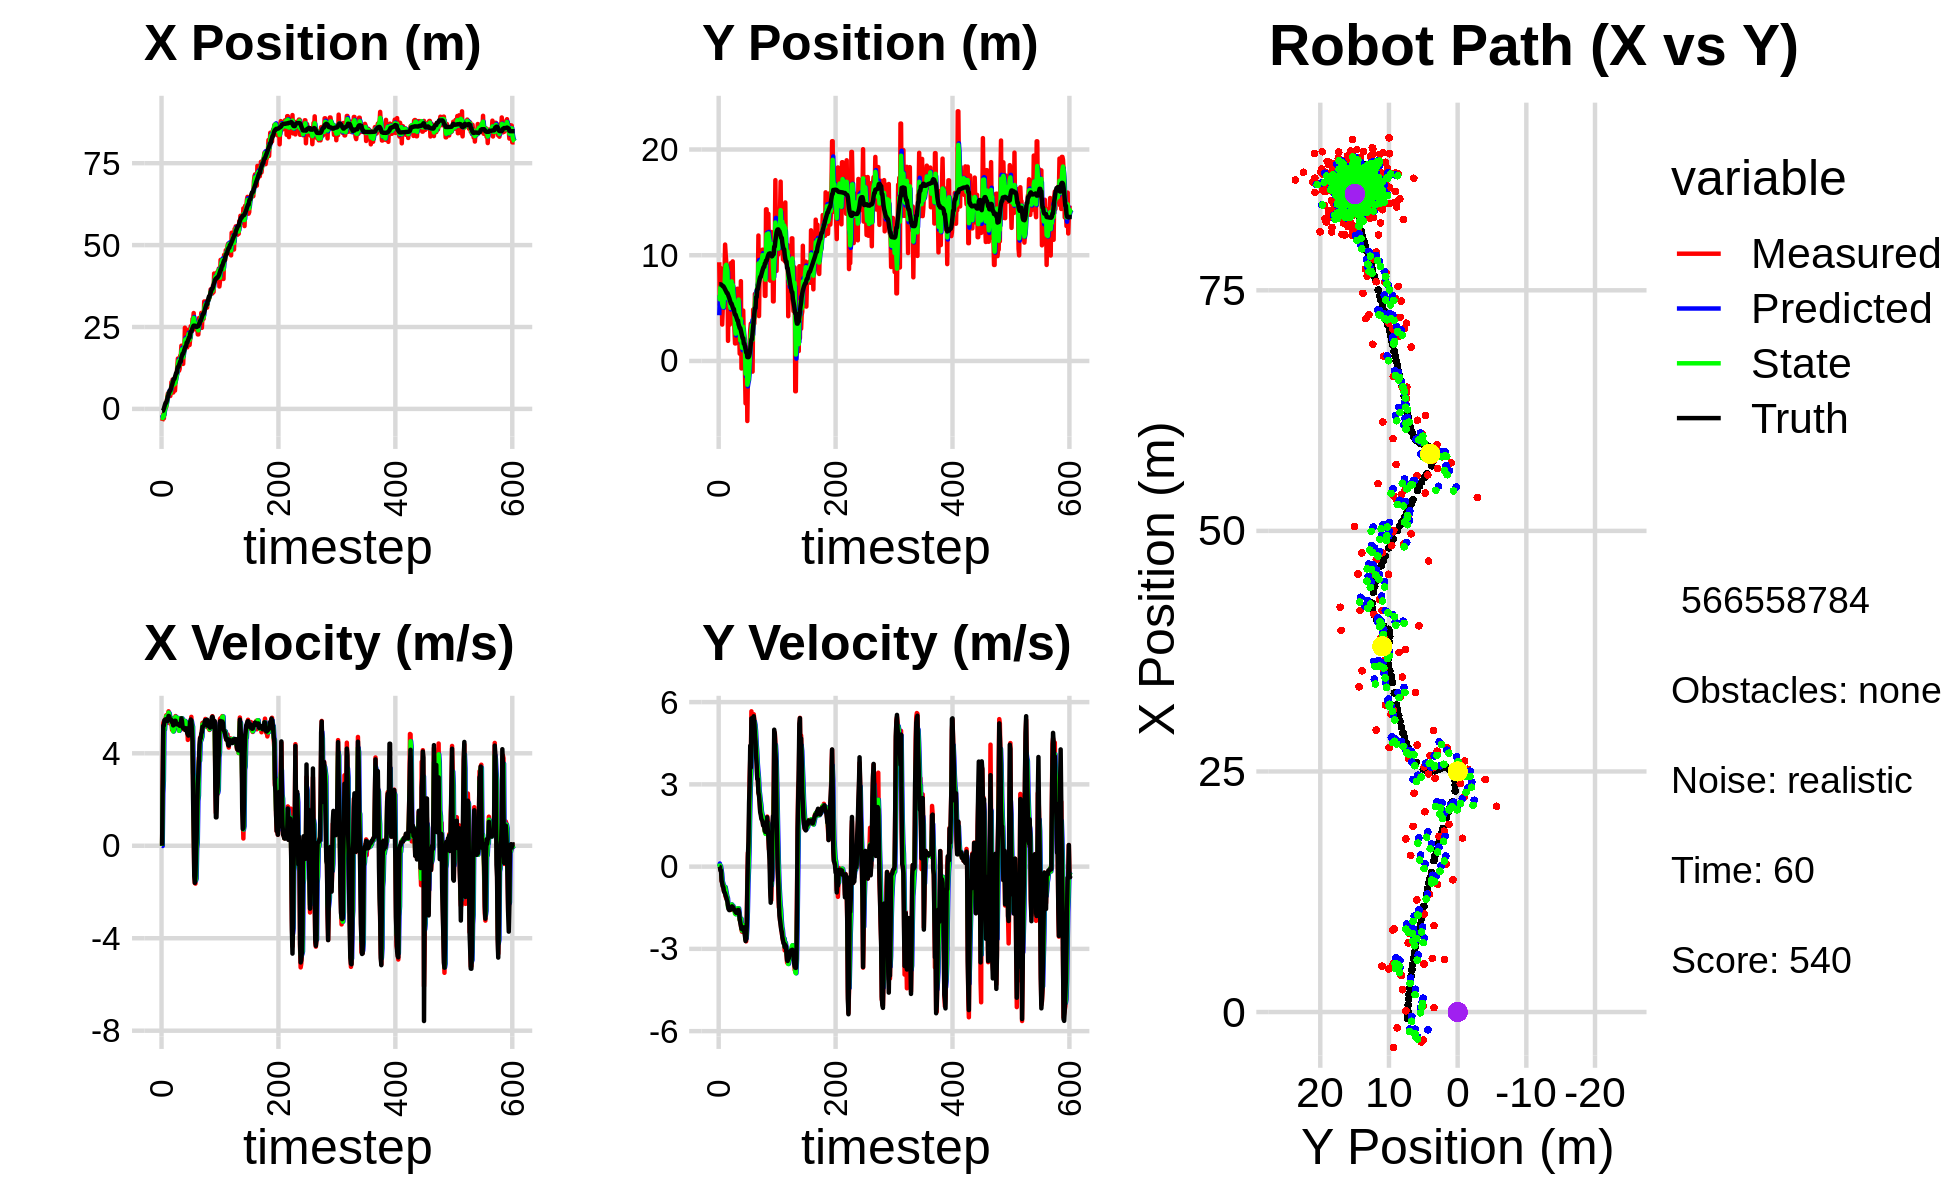 X Position (m)
75
50
25
0
0
200
400
600
timestep
Y Position (m)
20
10
0
0
200
400
600
timestep
X Velocity (m/s)
4
0
-4
-8
0
200
400
600
timestep
Y Velocity (m/s)
6
3
0
-3
-6
0
200
400
600
timestep
Robot Path (X vs Y)
X Position (m)
75
50
25
0
20 10 0 -10 -20
Y Position (m)
variable
Measured
Predicted
State
Truth
566558784
Obstacles: none
Noise: realistic
Time: 60
Score: 540